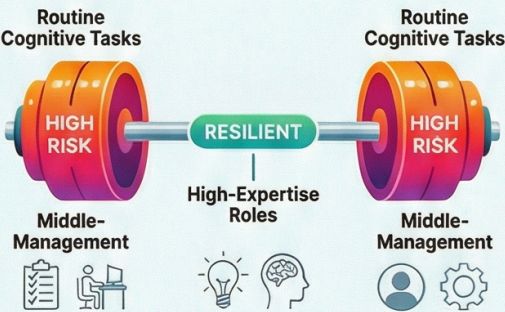 Routine
Cognitive Tasks
Routine
Cognitive Tasks
HIGH
RISK
RESILIENT
HIGH
RISK
High-Expertise
Roles
Middle-
Management
Middle-
Management